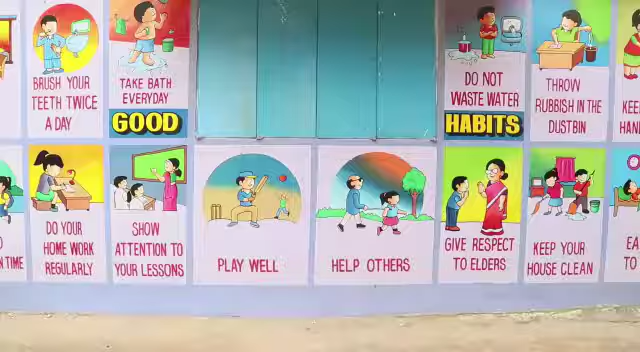 BRUSH YOUR
TEETH TWICE
A DAY
TAKE BATH
EVERYDAY
GOOD
DO NOT
WASTE WATER
HABITS
THROW
RUBBISH IN THE
DUSTBIN
DO YOUR
HOME WORK
REGULARLY
SHOW
ATTENTION TO
YOUR LESSONS
PLAY WELL
HELP OTHERS
GIVE RESPECT
TO ELDERS
KEEP YOUR
HOUSE CLEAN
TIME
TO